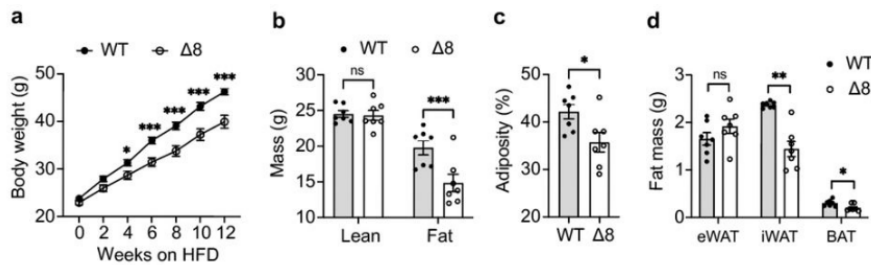 a
WT Δ8
Body weight (g)
60
50
40
30
20
* *** *** *** ***
0 2 4 6 8 10 12
Weeks on HFD
b
WT Δ8
Mass (g)
30
25
20
15
10
ns
***
Lean Fat
c
Adiposity (%)
60
50
40
30
20
*
WT Δ8
d
WT
Δ8
Fat mass (g)
3
2
1
0
ns
**
*
eWAT iWAT BAT